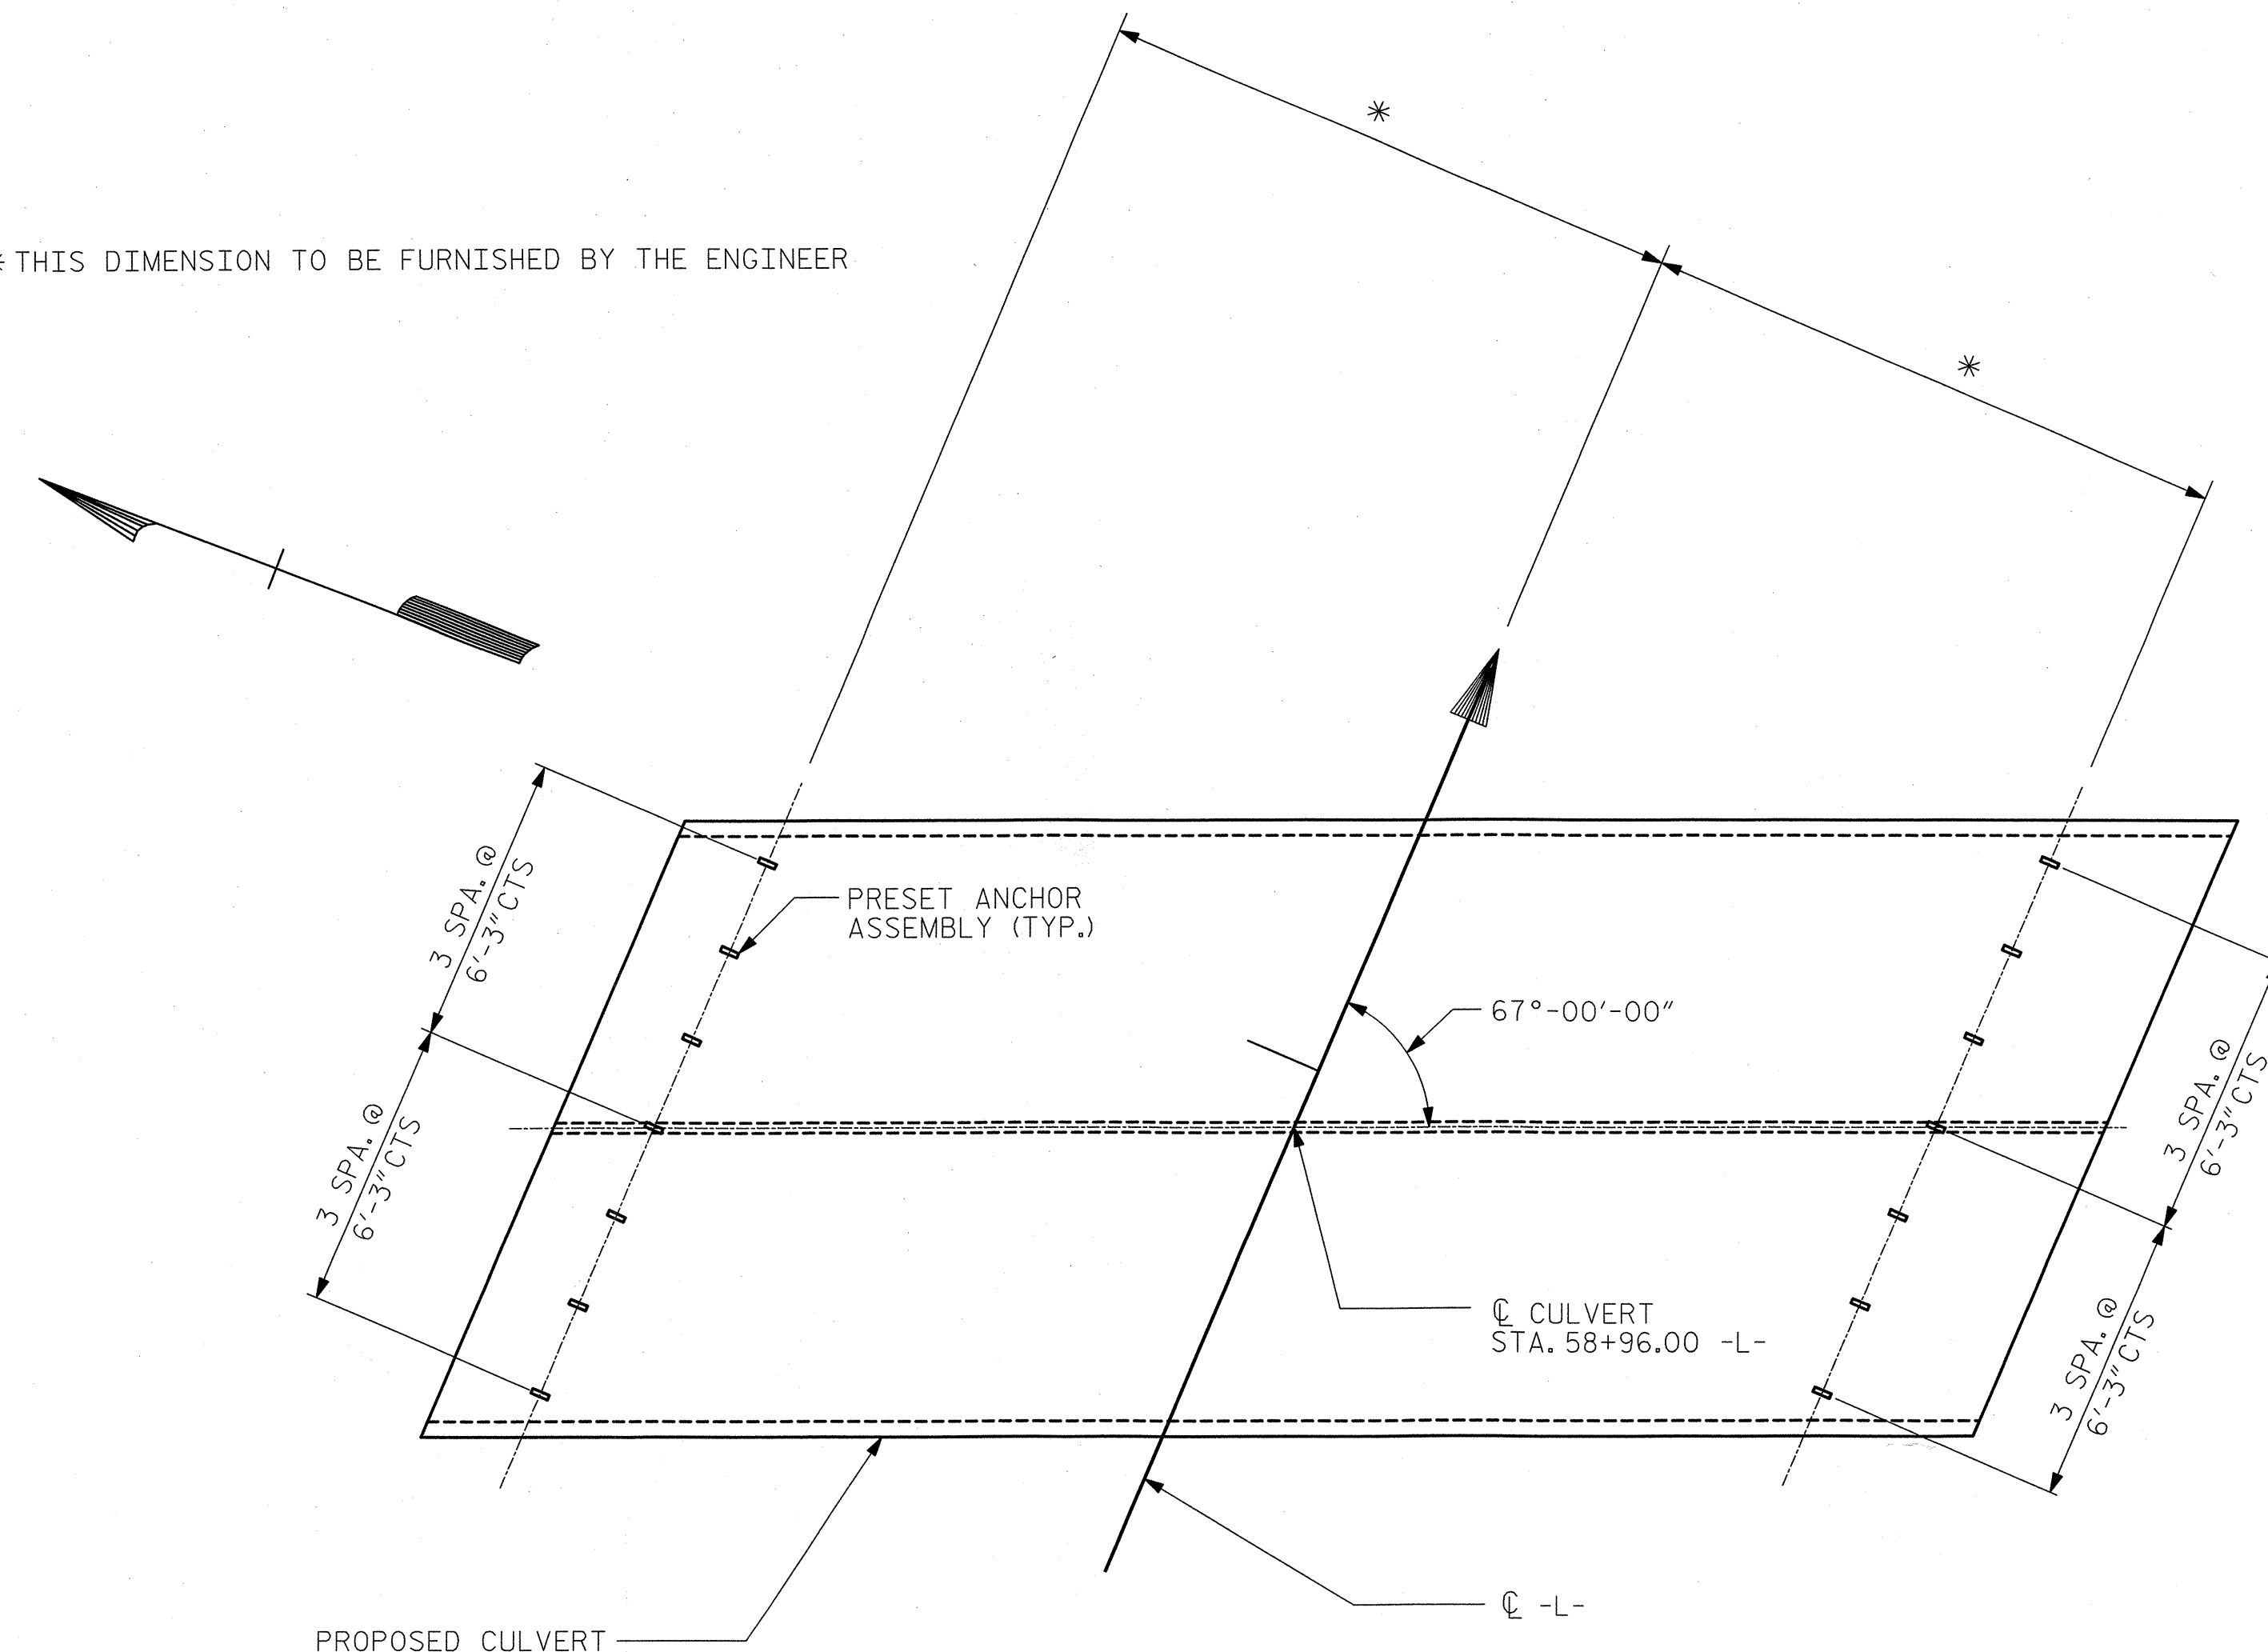 *
* THIS DIMENSION TO BE FURNISHED BY THE ENGINEER
*
3 SPA. @
6'-3" CTS
PRESET ANCHOR
ASSEMBLY (TYP.)
67°-00'-00"
3 SPA. @
6'-3" CTS
3 SPA. @
6'-3" CTS
℄ CULVERT
STA. 58+96.00 -L-
3 SPA. @
6'-3" CTS
℄ -L-
PROPOSED CULVERT